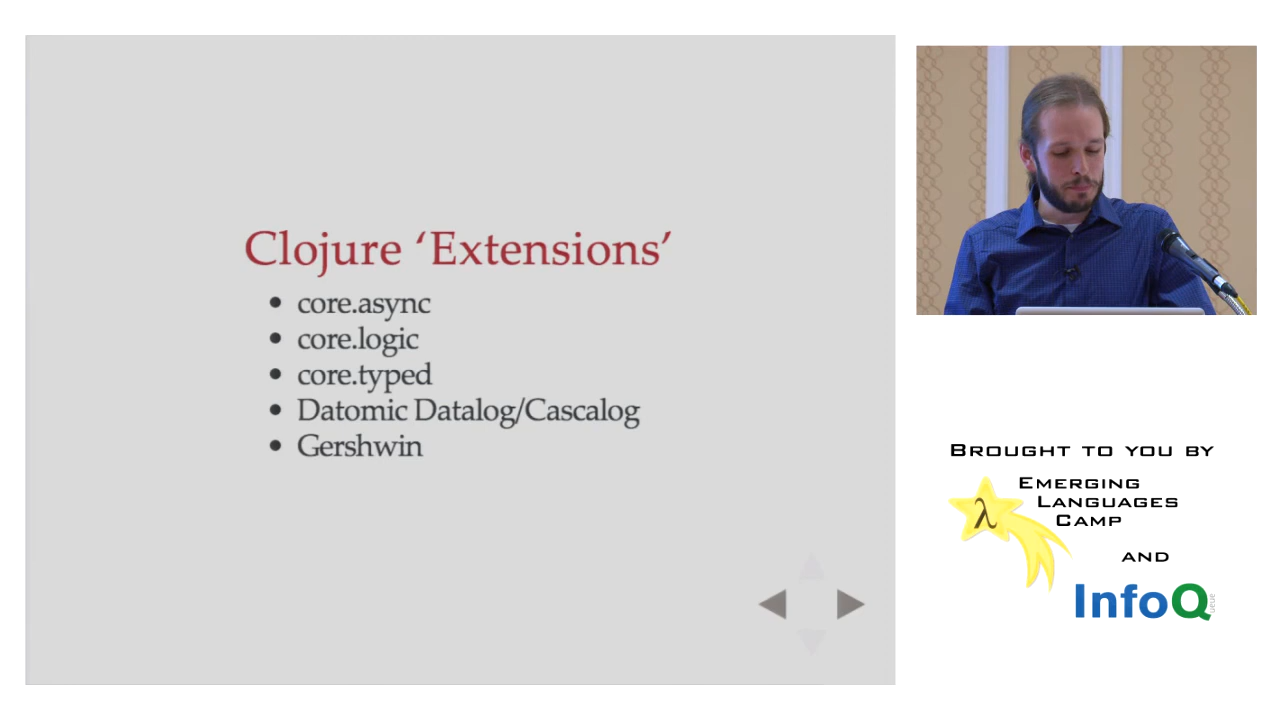 Clojure ‘Extensions’
• core.async
• core.logic
• core.typed
• Datomic Datalog/Cascalog
• Gershwin
BROUGHT TO YOU BY
EMERGING
LANGUAGES
CAMP
λ
AND
InfoQ
ueue